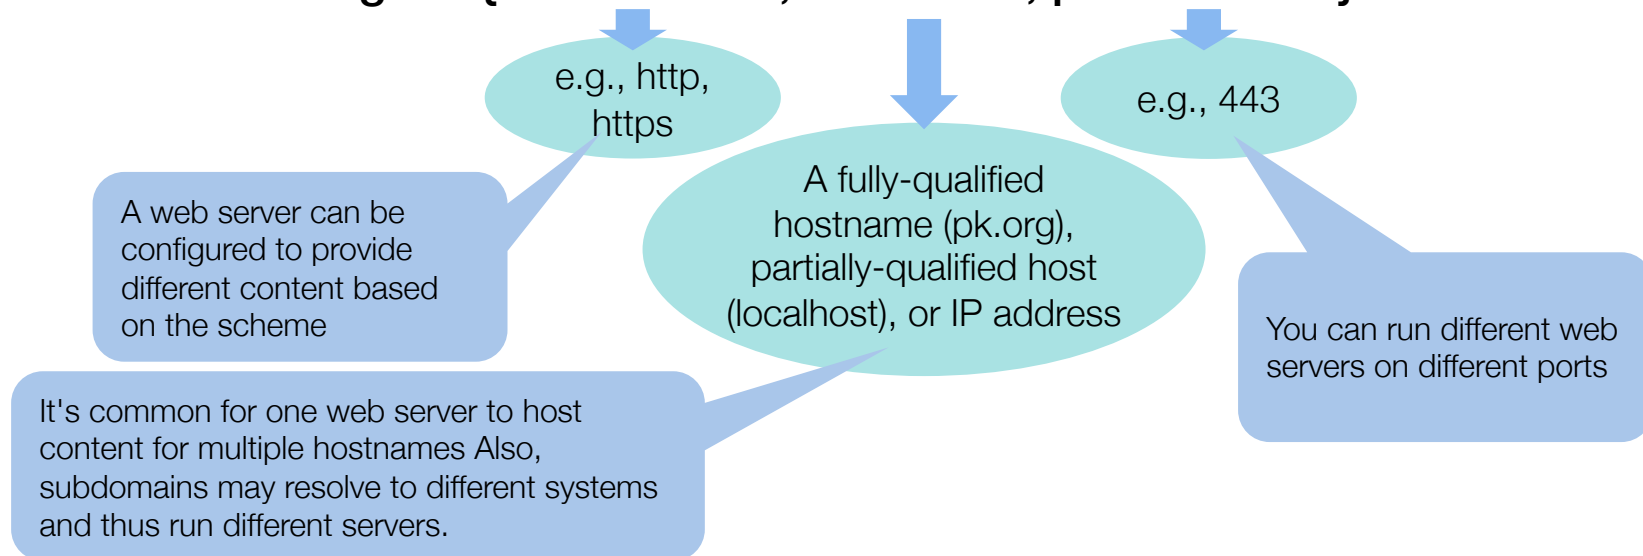 e.g., http,
https
e.g., 443
A fully-qualified
hostname (pk.org),
partially-qualified host
(localhost), or IP address
A web server can be
configured to provide
different content based
on the scheme
You can run different web
servers on different ports
It's common for one web server to host
content for multiple hostnames Also,
subdomains may resolve to different systems
and thus run different servers.